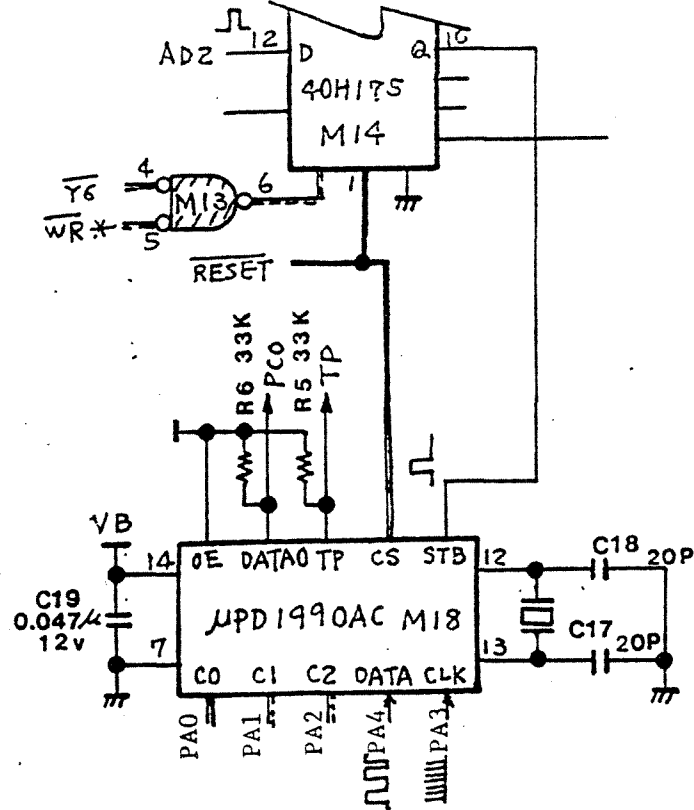 12
16
AD2
D
Q
40H175
M14
4
Y6
M13
6
1
WR*
5
RESET
R6 33K
PC0
R5 33K
TP
VB
14
OE DATAO TP CS STB
12
C18
20P
C19
0.047μ
12V
μPD1990AC M18
7
13
C17
20P
C0 C1 C2 DATA CLK
PA0
PA1
PA2
PA4
PA3